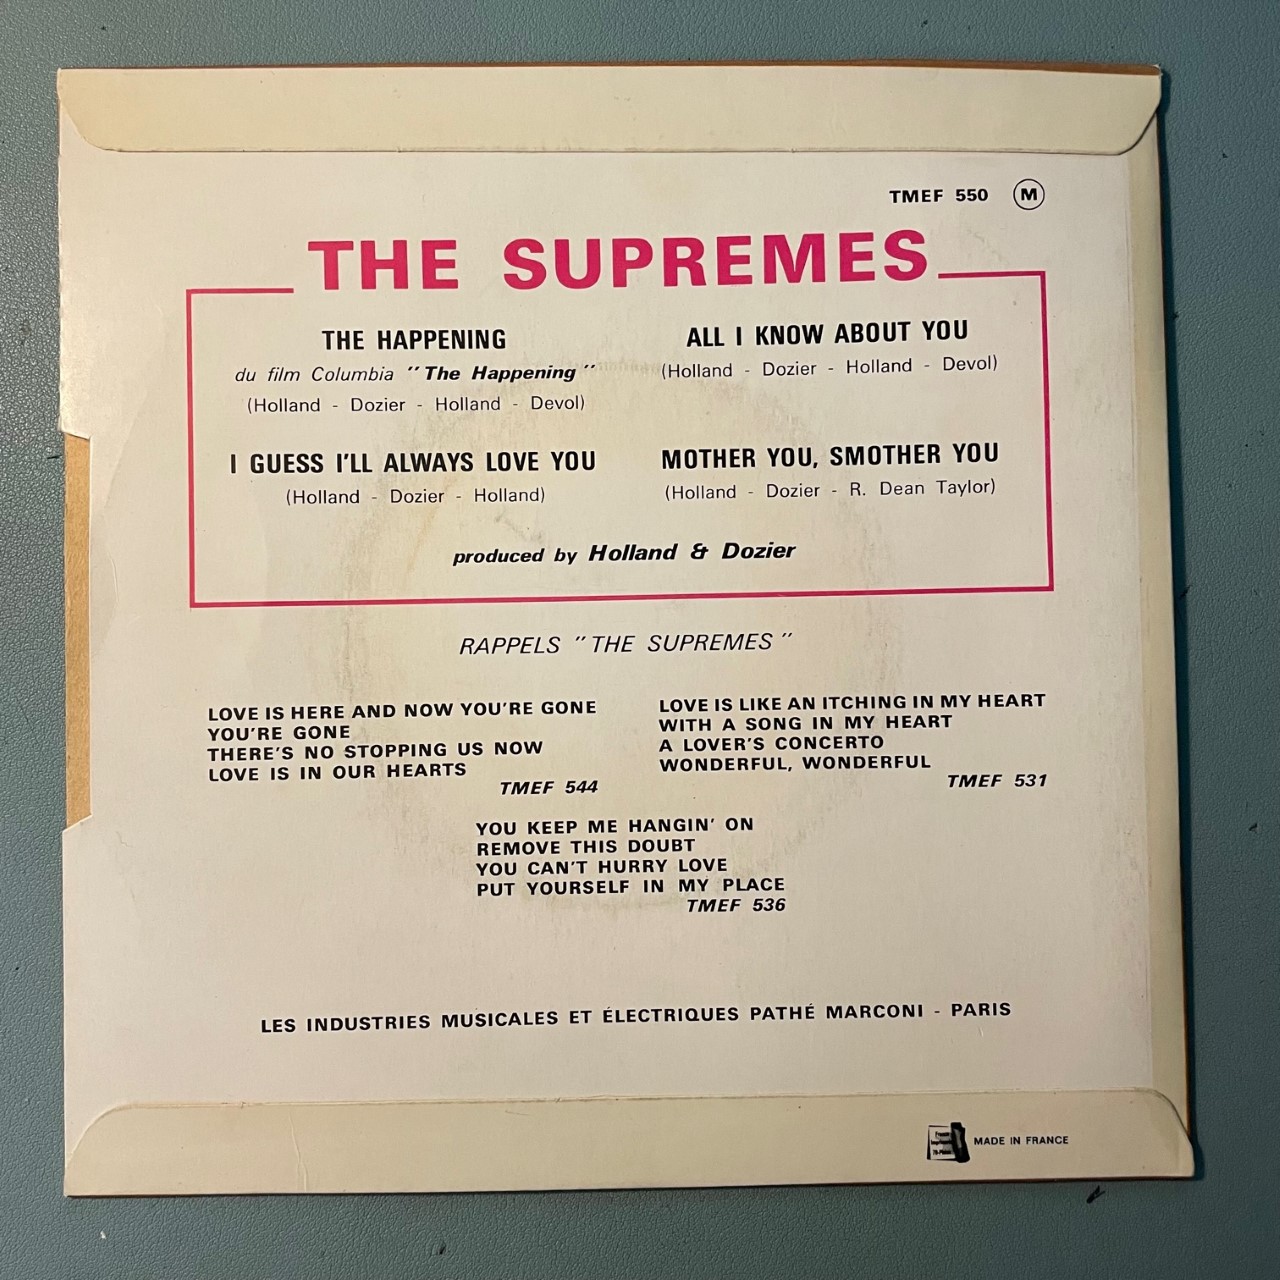 TMEF 550 M
THE SUPREMES
THE HAPPENING
du film Columbia "The Happening"
(Holland - Dozier - Holland - Devol)
ALL I KNOW ABOUT YOU
(Holland - Dozier - Holland - Devol)
I GUESS I'LL ALWAYS LOVE YOU
(Holland - Dozier - Holland)
MOTHER YOU, SMOTHER YOU
(Holland - Dozier - R. Dean Taylor)
produced by Holland & Dozier
RAPPELS "THE SUPREMES"
LOVE IS HERE AND NOW YOU'RE GONE
YOU'RE GONE
THERE'S NO STOPPING US NOW
LOVE IS IN OUR HEARTS
TMEF 544
LOVE IS LIKE AN ITCHING IN MY HEART
WITH A SONG IN MY HEART
A LOVER'S CONCERTO
WONDERFUL, WONDERFUL
TMEF 531
YOU KEEP ME HANGIN' ON
REMOVE THIS DOUBT
YOU CAN'T HURRY LOVE
PUT YOURSELF IN MY PLACE
TMEF 536
LES INDUSTRIES MUSICALES ET ÉLECTRIQUES PATHÉ MARCONI - PARIS
MADE IN FRANCE